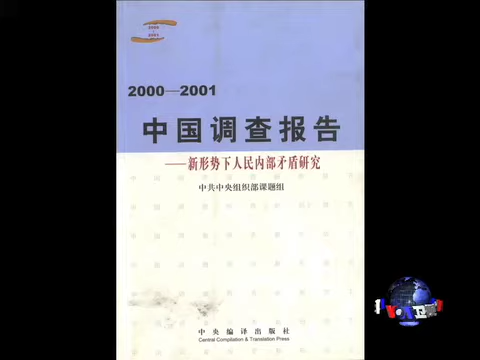 2000—2001
中国调查报告
——新形势下人民内部矛盾研究
中共中央组织部课题组
中央编译出版社
Central Compilation & Translation Press